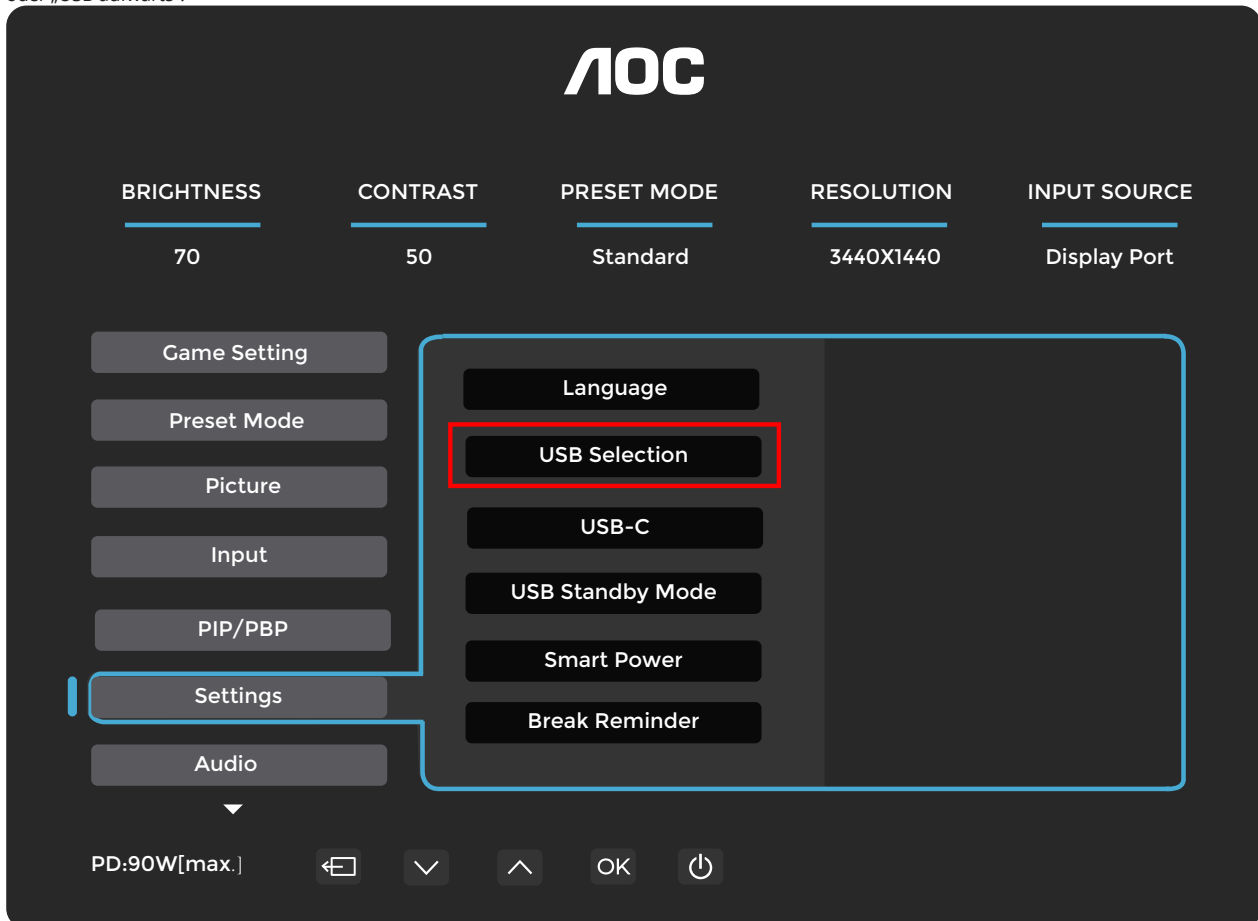 AOC
BRIGHTNESS CONTRAST PRESET MODE RESOLUTION INPUT SOURCE
70 50 Standard 3440X1440 Display Port
Game Setting
Preset Mode
Picture
Input
PIP/PBP
Settings
Audio
Language
USB Selection
USB-C
USB Standby Mode
Smart Power
Break Reminder
PD:90W[max.]
OK